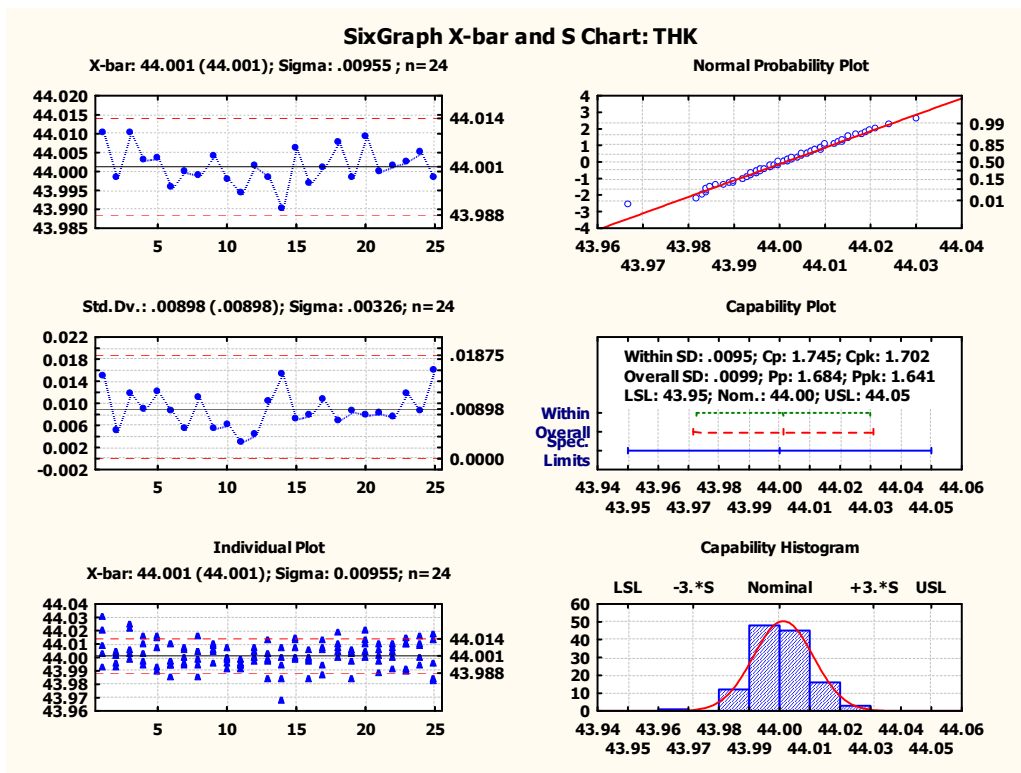 SixGraph X-bar and S Chart: THK
X-bar: 44.001 (44.001); Sigma: .00955 ; n=24
44.020
44.015
44.010
44.005
44.000
43.995
43.990
43.985
44.014
44.001
43.988
5 10 15 20 25
Normal Probability Plot
4
3
2
1
0
-1
-2
-3
-4
0.99
0.85
0.50
0.15
0.01
43.96 43.98 44.00 44.02 44.04
43.97 43.99 44.01 44.03
Std.Dv.: .00898 (.00898); Sigma: .00326; n=24
0.022
0.018
0.014
0.010
0.006
0.002
-0.002
.01875
.00898
0.0000
5 10 15 20 25
Capability Plot
Within SD: .0095; Cp: 1.745; Cpk: 1.702
Overall SD: .0099; Pp: 1.684; Ppk: 1.641
LSL: 43.95; Nom.: 44.00; USL: 44.05
Within
Overall
Spec.
Limits
43.94 43.96 43.98 44.00 44.02 44.04 44.06
43.95 43.97 43.99 44.01 44.03 44.05
Individual Plot
X-bar: 44.001 (44.001); Sigma: 0.00955; n=24
44.04
44.03
44.02
44.01
44.00
43.99
43.98
43.97
43.96
44.014
44.001
43.988
5 10 15 20 25
Capability Histogram
LSL -3.*S Nominal +3.*S USL
60
50
40
30
20
10
0
43.94 43.96 43.98 44.00 44.02 44.04 44.06
43.95 43.97 43.99 44.01 44.03 44.05